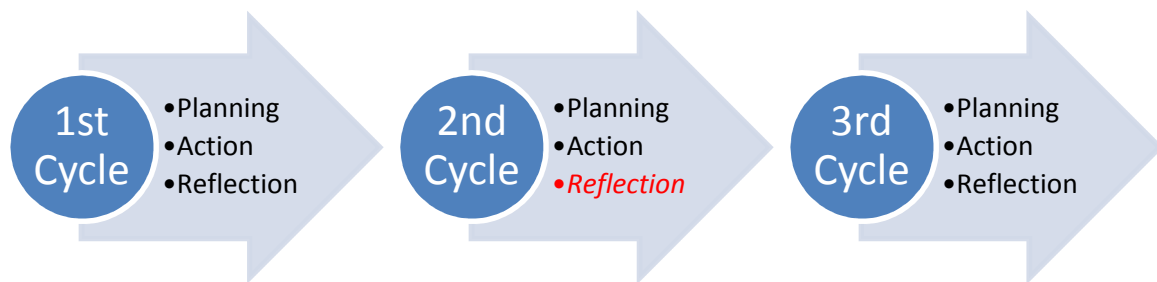 1st
Cycle
•Planning
•Action
•Reflection
2nd
Cycle
•Planning
•Action
•Reflection
3rd
Cycle
•Planning
•Action
•Reflection